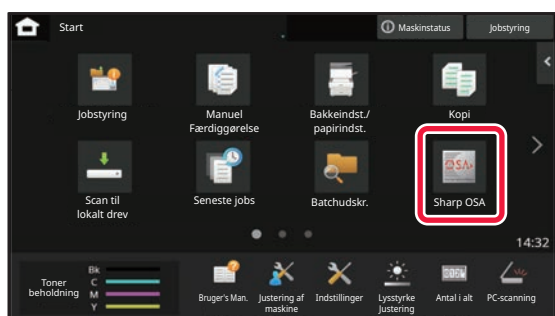 Start
Maskinstatus
Jobstyring
Jobstyring
Manuel
Færdiggørelse
Bakkeindst./
papirindst.
Kopi
Scan til
lokalt drev
Seneste jobs
Batchudskr.
OSA
Sharp OSA
14:32
Toner
beholdning
Bk
C
M
Y
Bruger's Man.
Justering af
maskine
Indstillinger
Lysstyrke
Justering
Antal i alt
PC-scanning